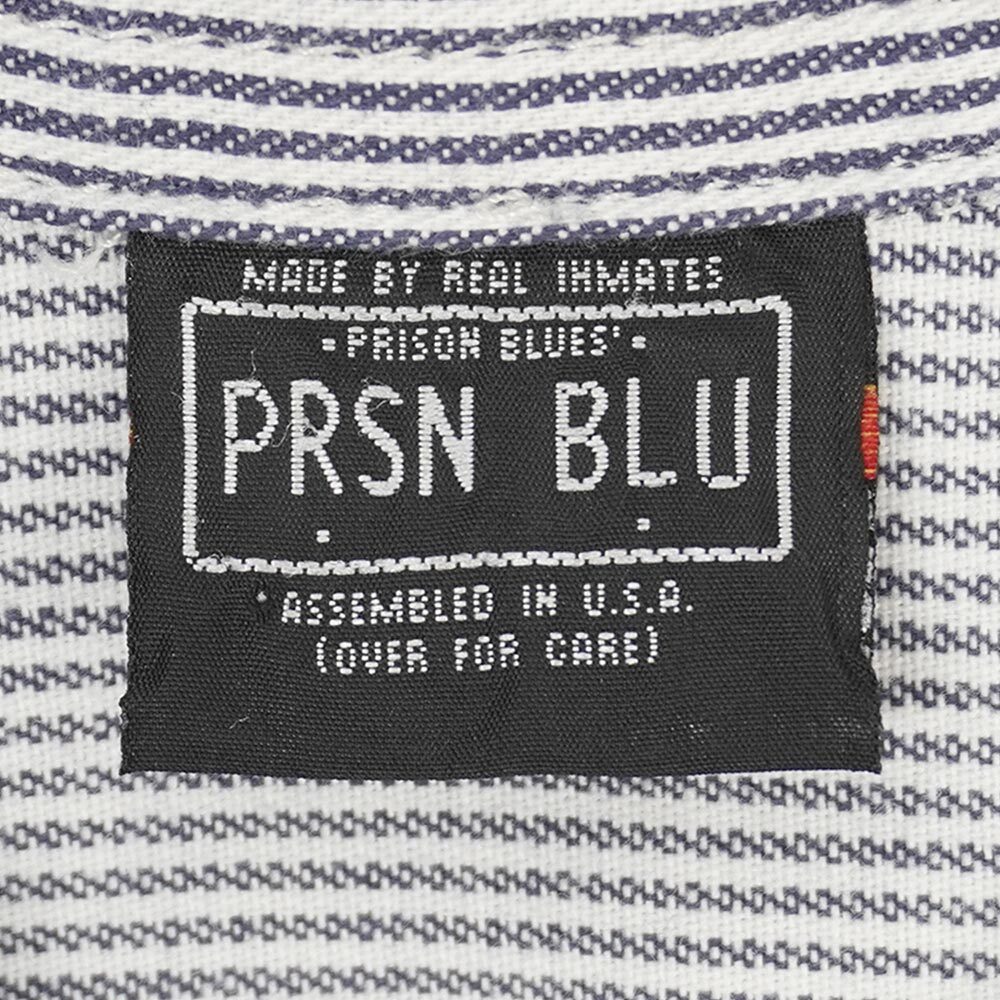 MADE BY REAL INMATES
·PRISON BLUES'·
PRSN BLU
ASSEMBLED IN U.S.A.
(OVER FOR CARE)